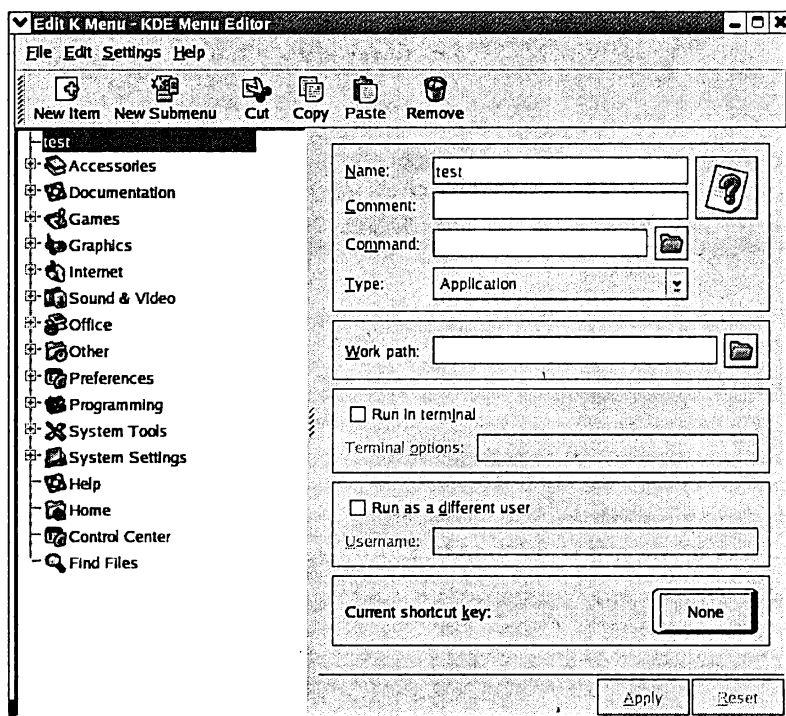 Edit K Menu - KDE Menu Editor
File Edit Settings Help
New Item New Submenu Cut Copy Paste Remove
test
Accessories
Documentation
Games
Graphics
Internet
Sound & Video
Office
Other
Preferences
Programming
System Tools
System Settings
Help
Home
Control Center
Find Files
Name: test
Comment:
Command:
Type: Application
Work path:
Run in terminal
Terminal options:
Run as a different user
Username:
Current shortcut key: None
Apply Reset